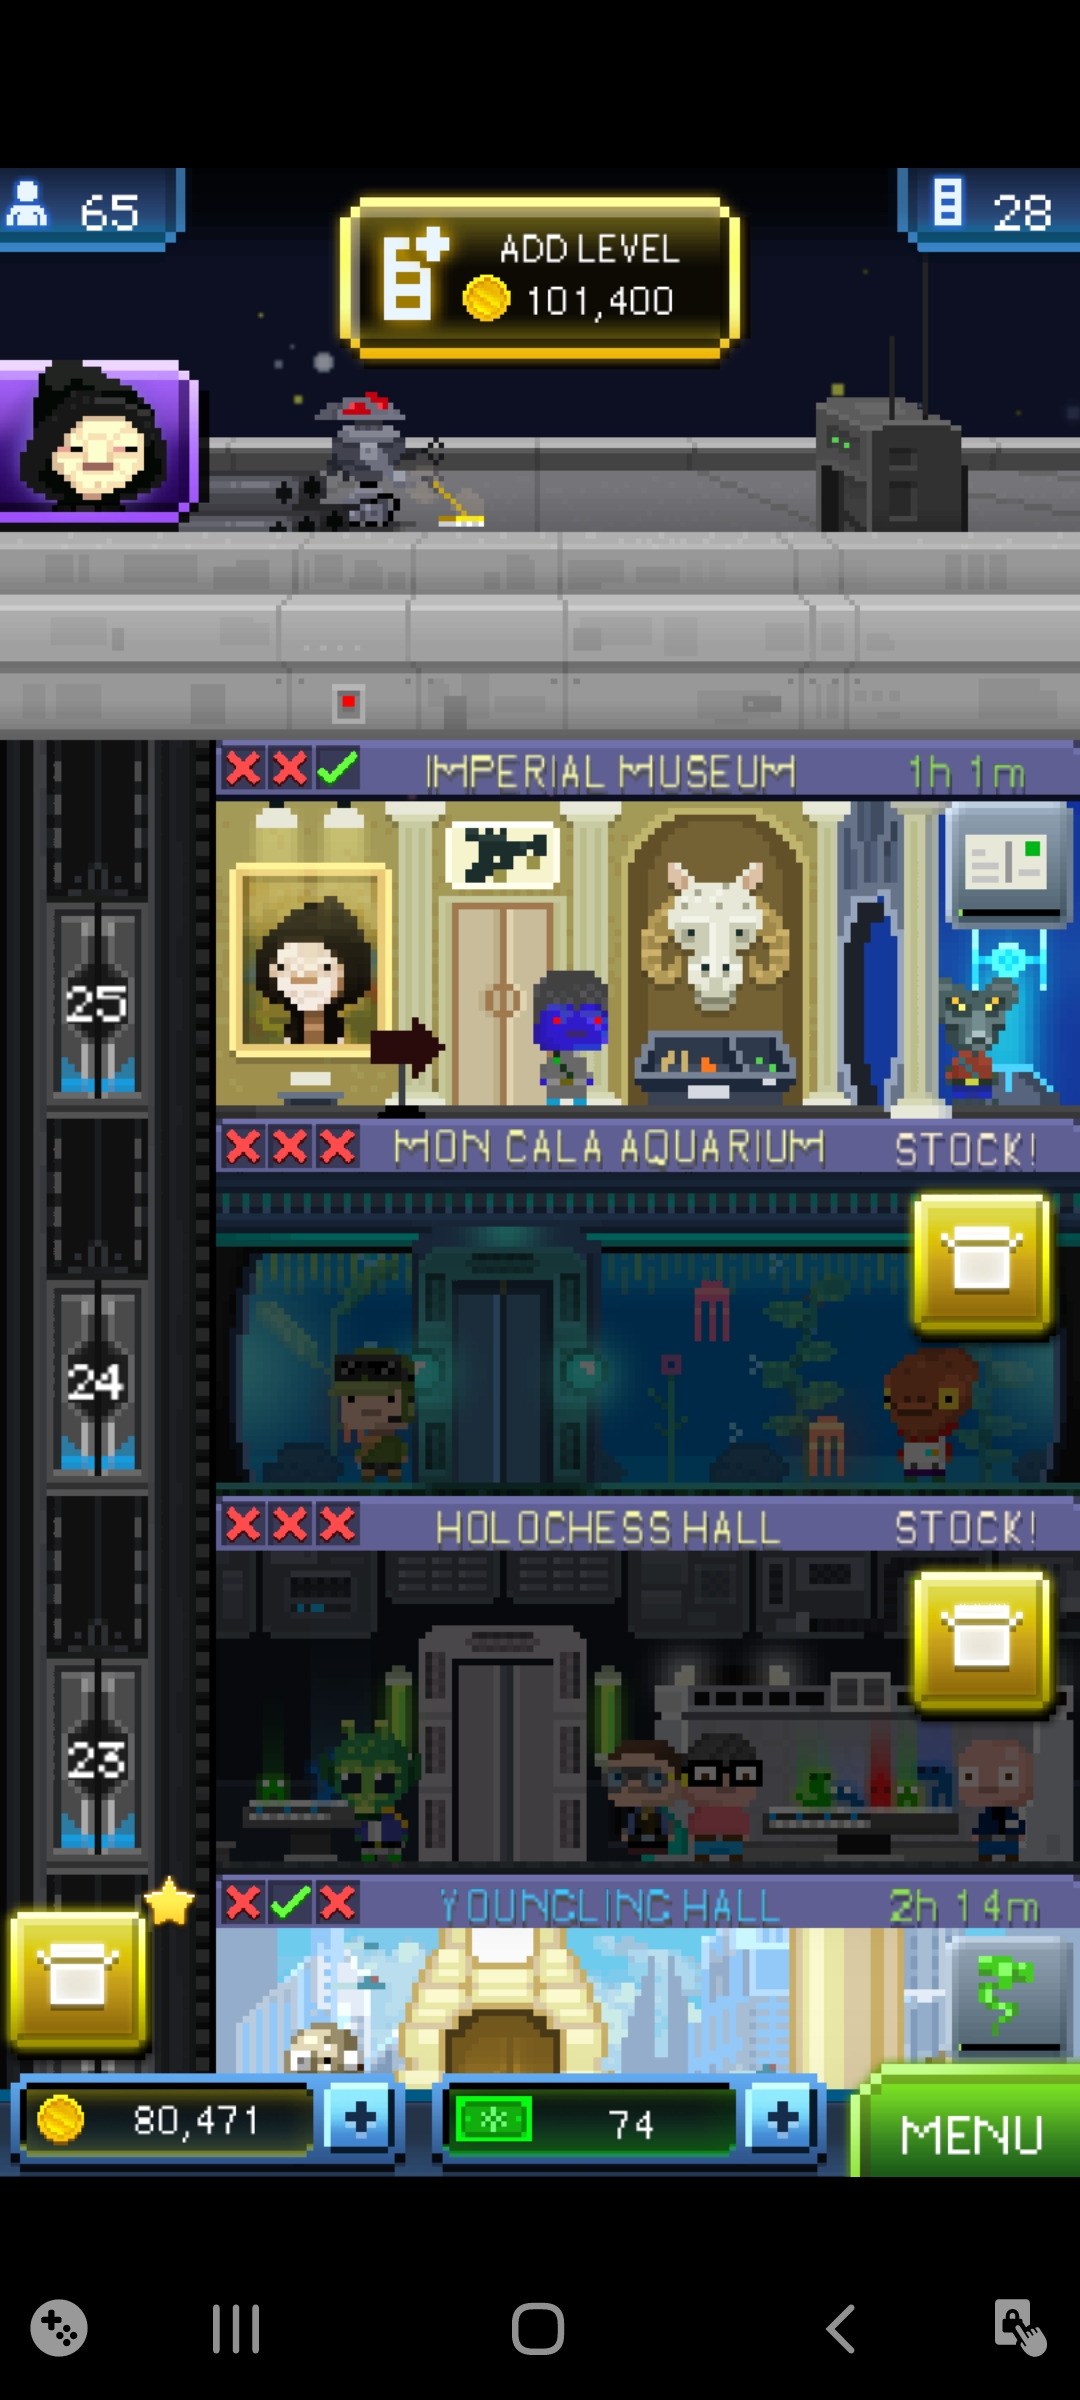 65
28
ADD LEVEL
101,400
IMPERIAL MUSEUM 1h 1m
25
MON CALA AQUARIUM STOCK!
24
HOLOCHESS HALL STOCK!
23
YOUNGLING HALL 2h 14m
80,471
74
MENU